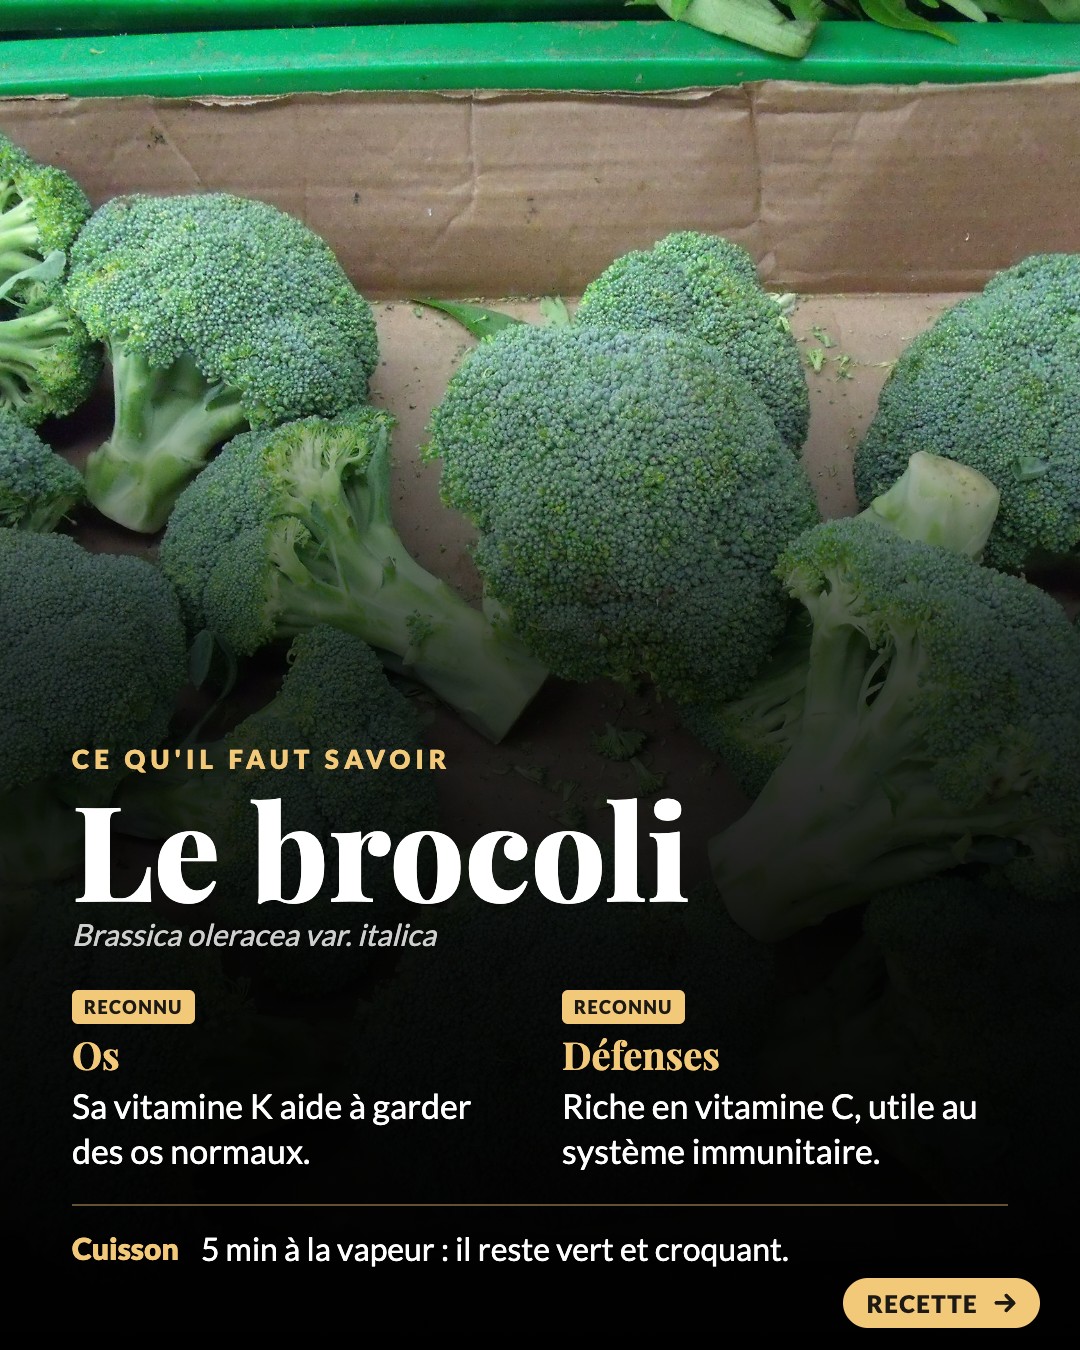 CE QU'IL FAUT SAVOIR
Le brocoli
Brassica oleracea var. italica
RECONNU
Os
Sa vitamine K aide à garder
des os normaux.
RECONNU
Défenses
Riche en vitamine C, utile au
système immunitaire.
Cuisson 5 min à la vapeur : il reste vert et croquant.
RECETTE →